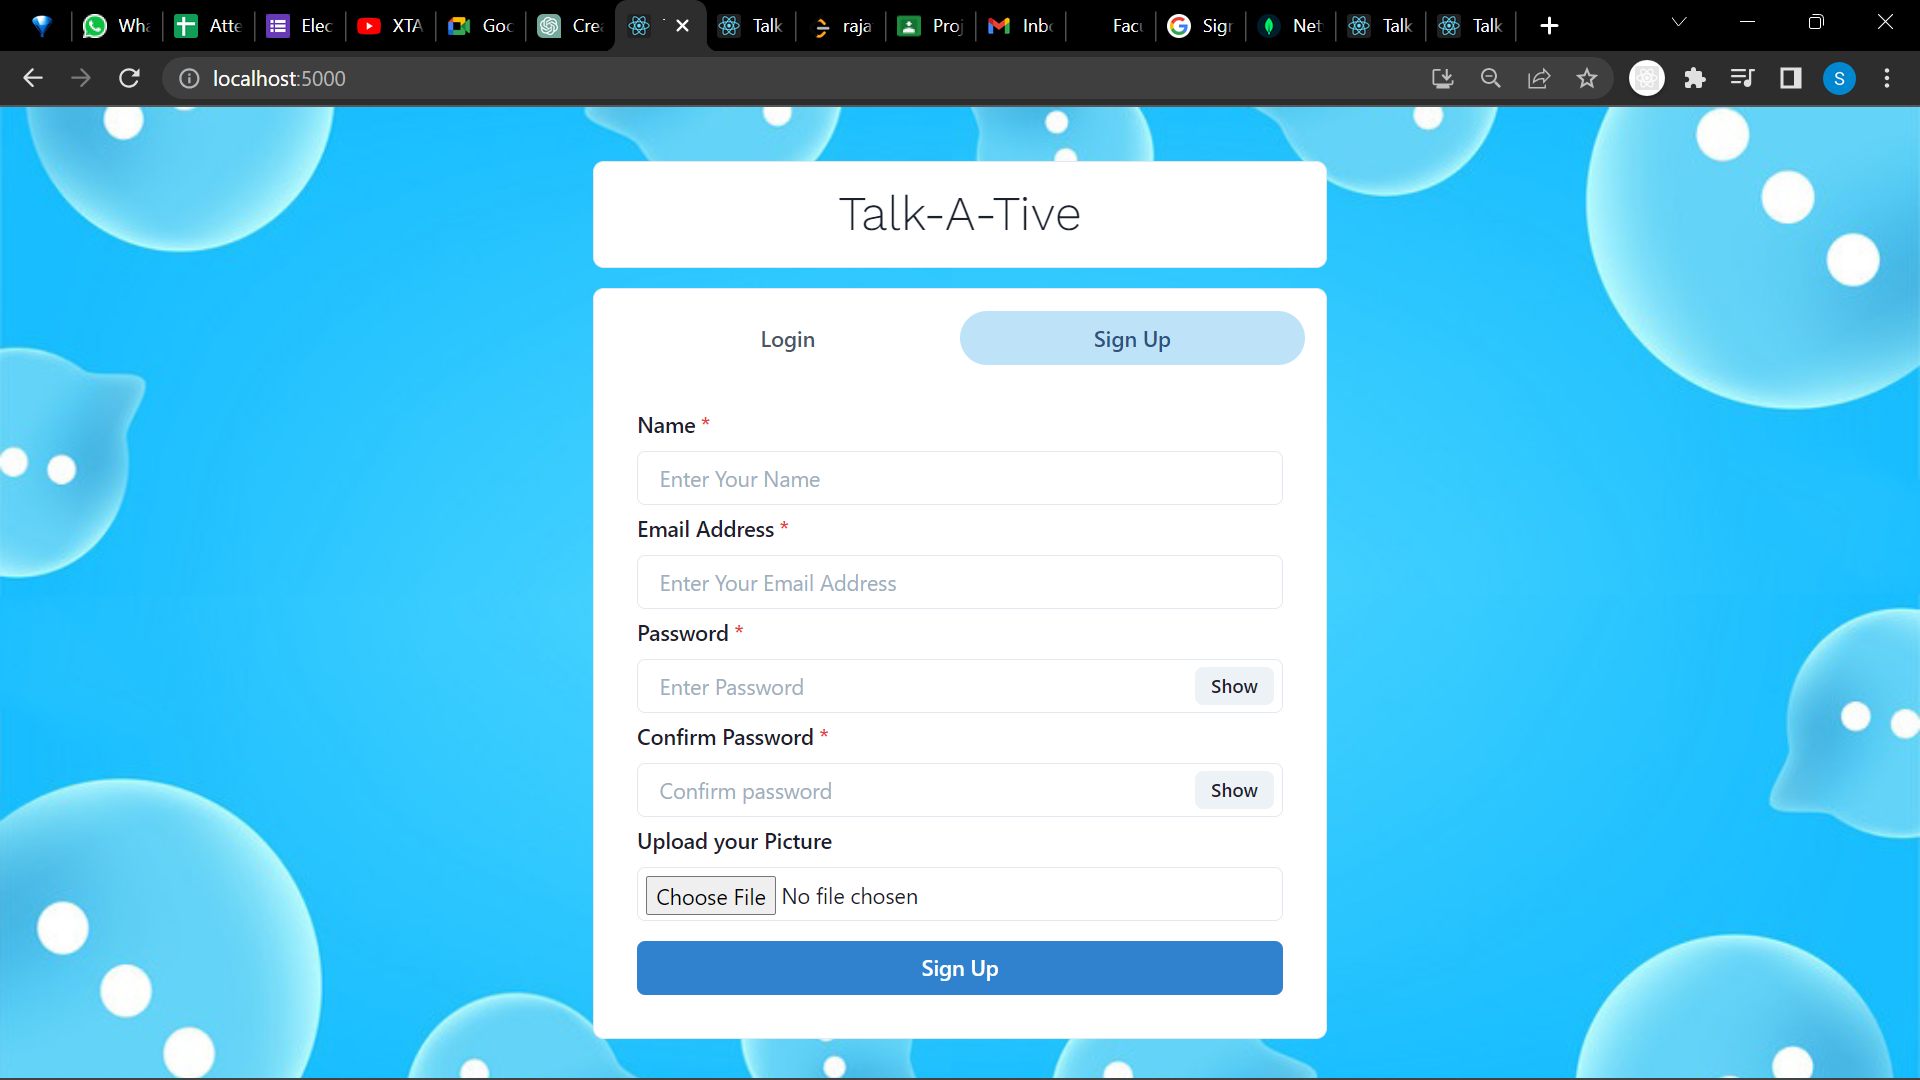 Wha Atte Elec XTA Goo Crea Talk raja Proj Inbo Facu Sign Net Talk Talk
localhost:5000 S
Talk-A-Tive
Login Sign Up
Name *
Enter Your Name
Email Address *
Enter Your Email Address
Password *
Enter Password Show
Confirm Password *
Confirm password Show
Upload your Picture
Choose File No file chosen
Sign Up